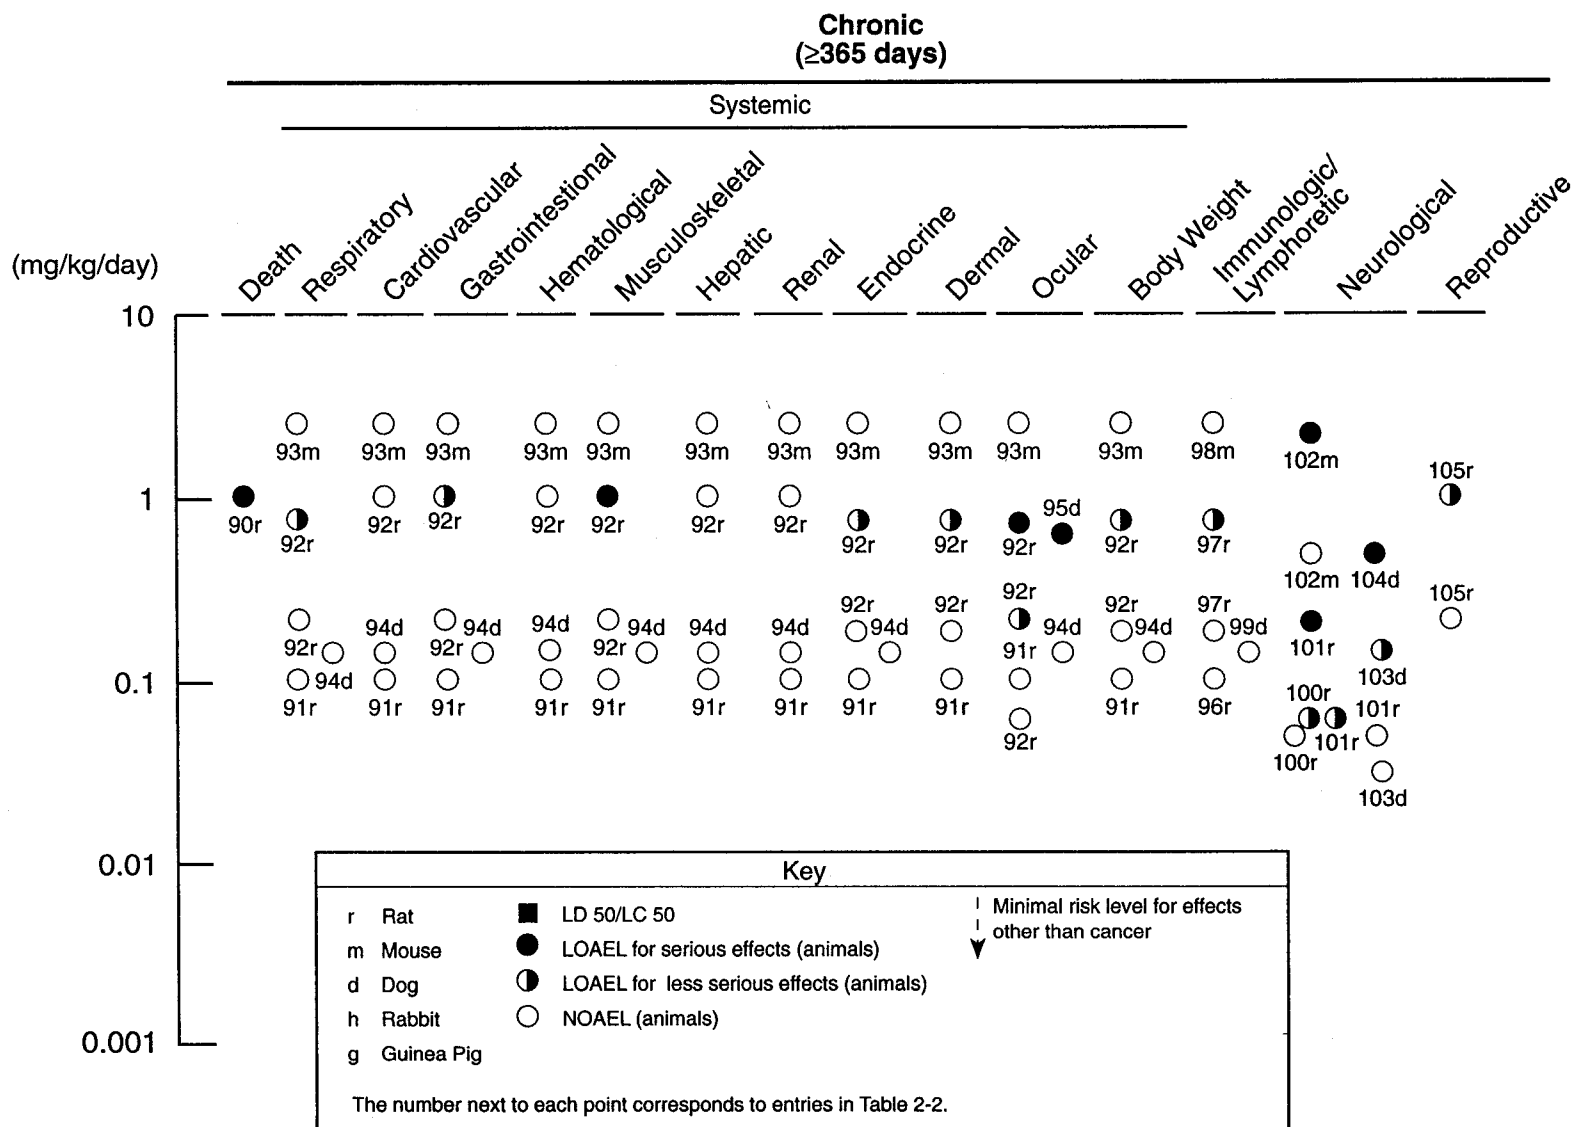 Chronic
(≥365 days)
Systemic
(mg/kg/day)
Death
Respiratory
Cardiovascular
Gastrointestional
Hematological
Musculoskeletal
Hepatic
Renal
Endocrine
Dermal
Ocular
Body Weight
Immunologic/
Lymphoretic
Neurological
Reproductive
10
93m 93m 93m 93m 93m 93m 93m 93m 93m 93m 93m 98m 102m
105r
1
95d
90r 92r 92r 92r 92r 92r 92r
92r 92r 92r 92r 92r 97r
102m 104d
92r 92r 92r 92r 97r 105r
94d 94d 94d 94d 94d 94d 94d 94d 94d 99d
92r 92r 92r 91r 101r
103d
0.1
94d
100r 101r
91r 91r 91r 91r 91r 91r 91r 91r 91r 91r 96r
92r 101r
100r
103d
0.01
Key
r Rat LD 50/LC 50 Minimal risk level for effects
other than cancer
m Mouse LOAEL for serious effects (animals)
d Dog LOAEL for less serious effects (animals)
h Rabbit NOAEL (animals)
g Guinea Pig
0.001
The number next to each point corresponds to entries in Table 2-2.